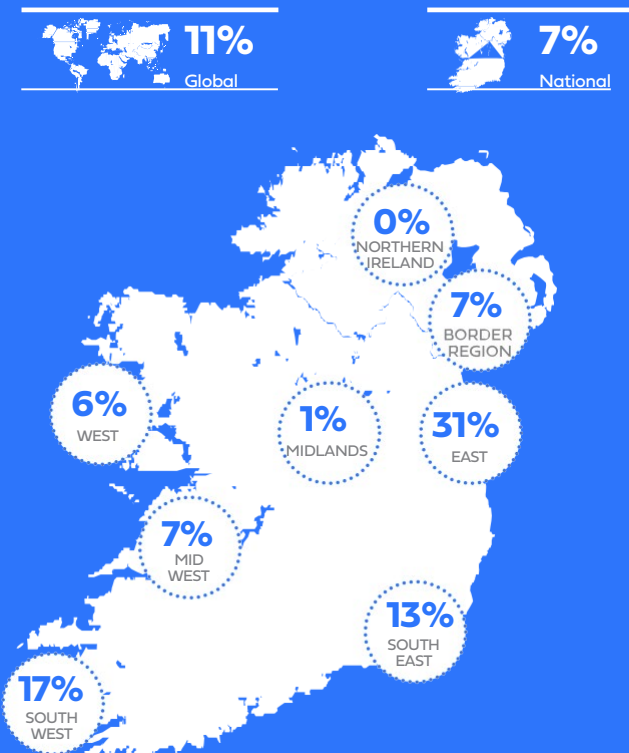 11%
Global
7%
National
0%
NORTHERN
IRELAND
7%
BORDER
REGION
6%
WEST
1%
MIDLANDS
31%
EAST
7%
MID
WEST
13%
SOUTH
EAST
17%
SOUTH
WEST